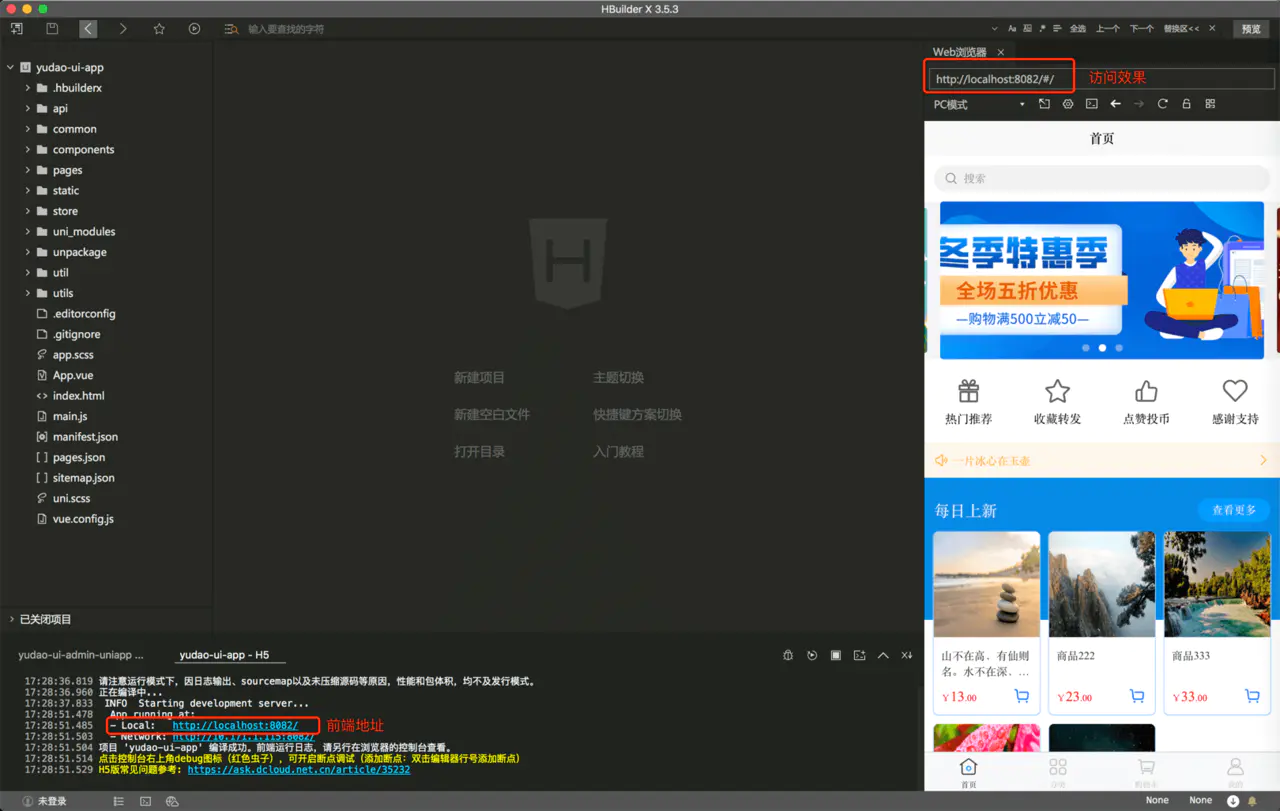 HBuilder X 3.5.3
输入要查找的字符
Aa
全选 上一个 下一个 替换区<< 预览
yudao-ui-app
.hbuilderx
api
common
components
pages
static
store
uni_modules
unpackage
util
utils
.editorconfig
.gitignore
app.scss
App.vue
index.html
main.js
manifest.json
pages.json
sitemap.json
uni.scss
vue.config.js
已关闭项目
新建项目 主题切换
新建空白文件 快捷键方案切换
打开目录 入门教程
Web浏览器
http://localhost:8082/#/ 访问效果
PC模式
首页
搜索
冬季特惠季
全场五折优惠
—购物满500立减50—
热门推荐 收藏转发 点赞投币 感谢支持
一片冰心在玉壶
每日上新 查看更多
山不在高，有仙则名。水不在深，… 商品222 商品333
¥13.00 ¥23.00 ¥33.00
首页 分类 购物车 我的
yudao-ui-admin-uniapp ... yudao-ui-app - H5
17:28:36.819 请注意运行模式下，因日志输出、sourcemap以及未压缩源码等原因，性能和包体积，均不及发行模式。
17:28:36.960 正在编译中...
17:28:37.833 INFO Starting development server...
17:28:51.478 App running at:
17:28:51.485 - Local: http://localhost:8082/ 前端地址
17:28:51.503 - Network: http://10.171.1.115:8082/
17:28:51.504 项目 'yudao-ui-app' 编译成功。前端运行日志，请另行在浏览器的控制台查看。
17:28:51.514 点击控制台右上角debug图标（红色虫子），可开启断点调试（添加断点：双击编辑器行号添加断点）
17:28:51.529 H5版常见问题参考: https://ask.dcloud.net.cn/article/35232
未登录
None None